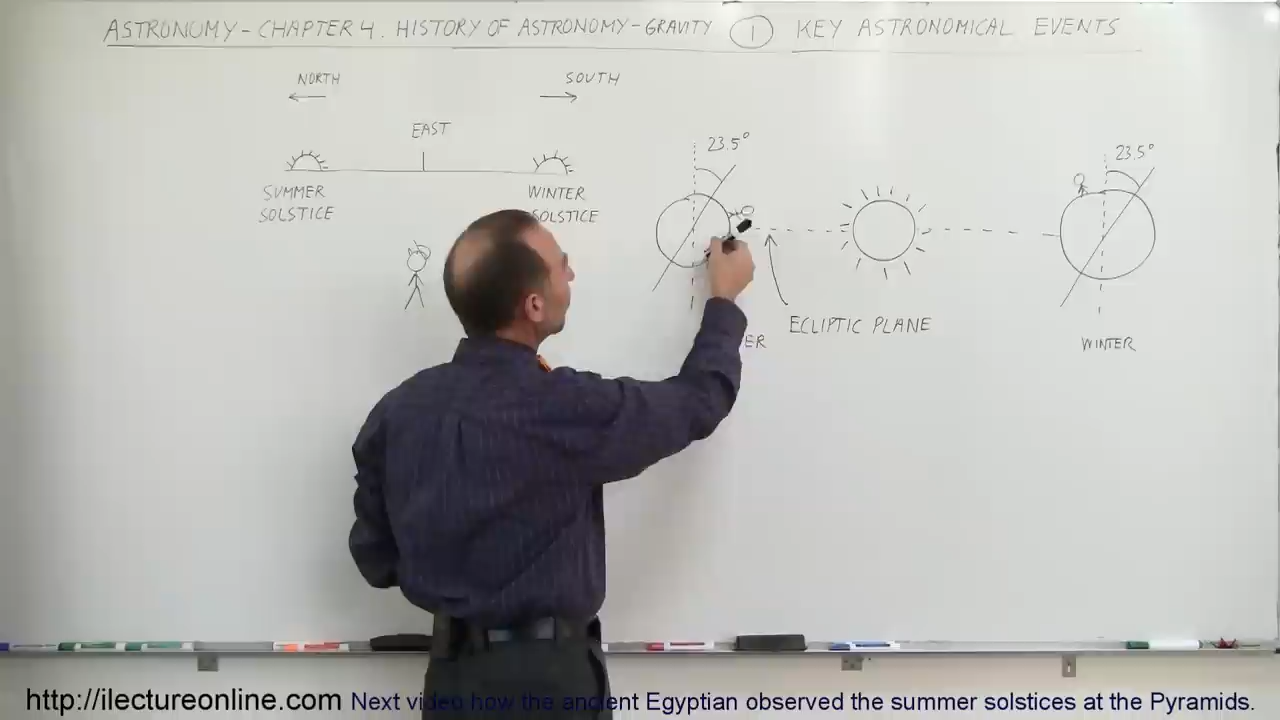 ASTRONOMY - CHAPTER 4. HISTORY OF ASTRONOMY - GRAVITY 1 KEY ASTRONOMICAL EVENTS
NORTH
SOUTH
EAST
SUMMER
SOLSTICE
WINTER
SOLSTICE
23.5°
23.5°
ECLIPTIC PLANE
WINTER
http://ilectureonline.com Next video how the ancient Egyptian observed the summer solstices at the Pyramids.